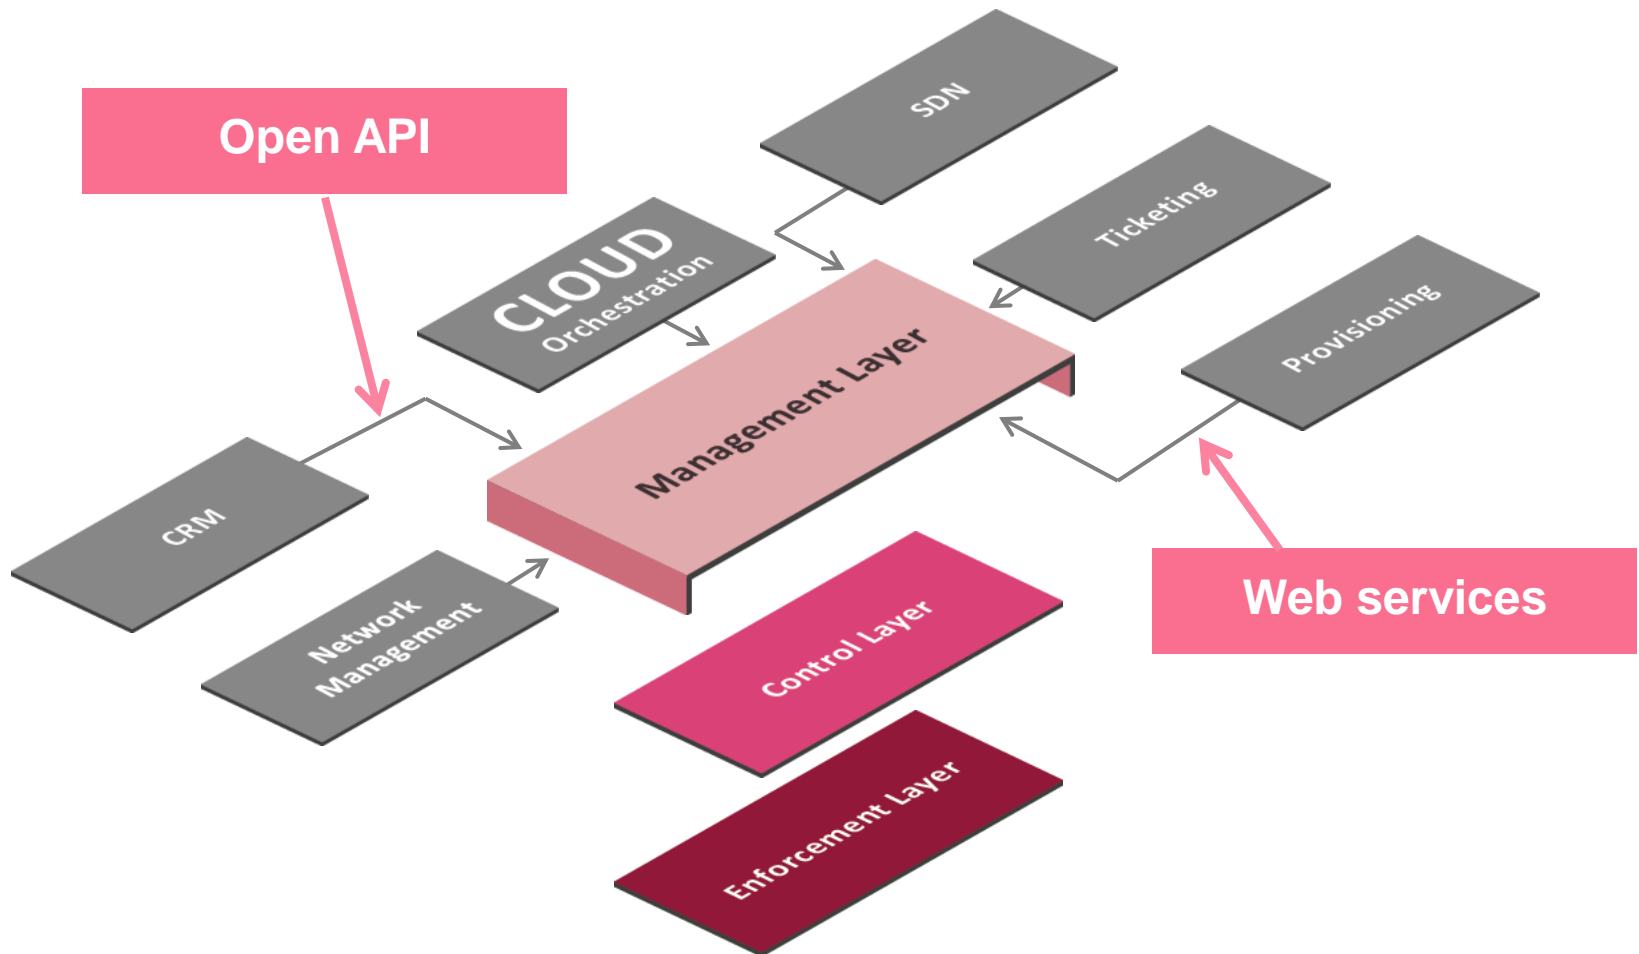 SDN
Open API
Ticketing
CLOUD
Orchestration
Provisioning
Management Layer
CRM
Network
Management
Web services
Control Layer
Enforcement Layer